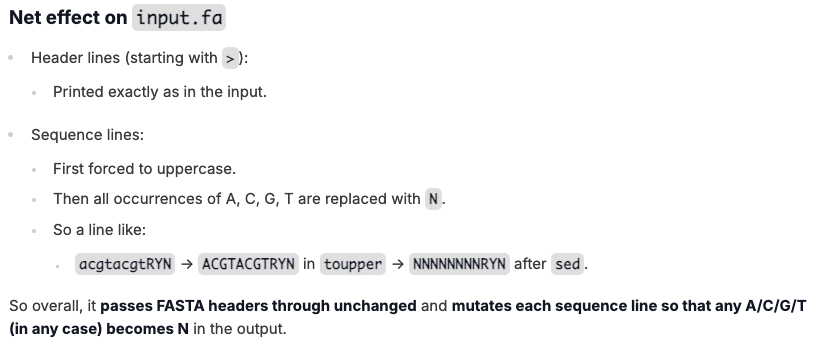 Net effect on input.fa
Header lines (starting with >):
Printed exactly as in the input.
Sequence lines:
First forced to uppercase.
Then all occurrences of A, C, G, T are replaced with N.
So a line like:
acgtacgtRYN → ACGTACGTRYN in toupper → NNNNNNNNRYN after sed.
So overall, it passes FASTA headers through unchanged and mutates each sequence line so that any A/C/G/T
(in any case) becomes N in the output.